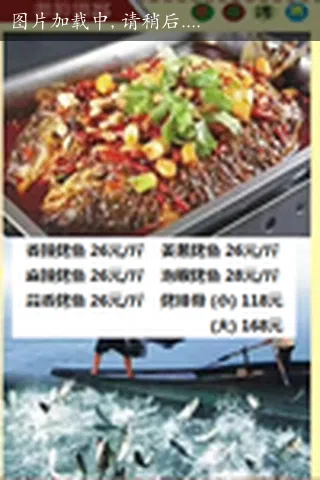 图片加载中,请稍后....
香辣烤鱼 26元/斤 姜葱烤鱼 26元/斤
麻辣烤鱼 26元/斤 泡椒烤鱼 28元/斤
蒜香烤鱼 26元/斤 烤排骨 (小) 118元
(大) 168元